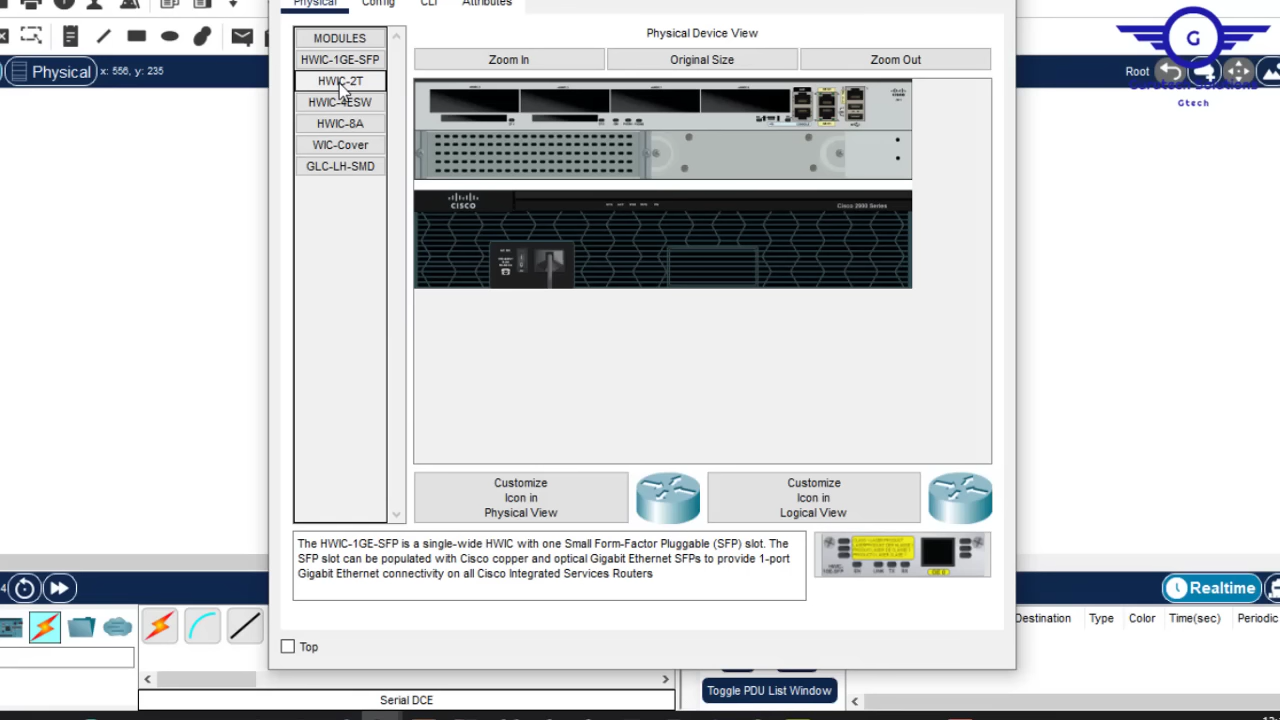 Physical
Config
CLI
Attributes
MODULES
HWIC-1GE-SFP
HWIC-2T
HWIC-4ESW
HWIC-8A
WIC-Cover
GLC-LH-SMD
Physical Device View
Zoom In
Original Size
Zoom Out
Physical
x: 556, y: 235
Root
G
Gtech
CISCO
Cisco 2900 Series
Customize
Icon in
Physical View
Customize
Icon in
Logical View
The HWIC-1GE-SFP is a single-wide HWIC with one Small Form-Factor Pluggable (SFP) slot. The
SFP slot can be populated with Cisco copper and optical Gigabit Ethernet SFPs to provide 1-port
Gigabit Ethernet connectivity on all Cisco Integrated Services Routers
Top
Realtime
Destination
Type
Color
Time(sec)
Periodic
Toggle PDU List Window
Serial DCE